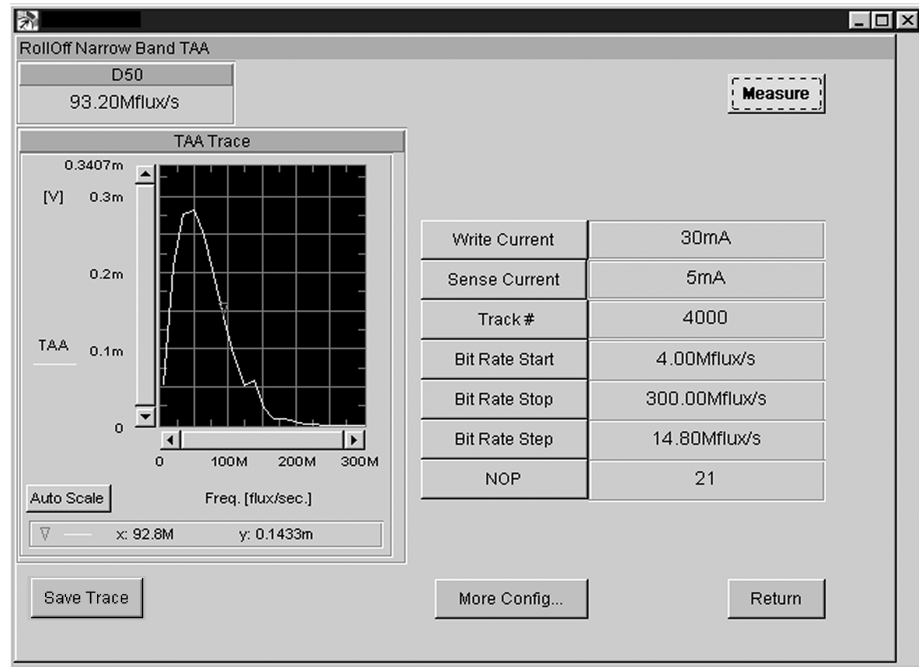 RollOff Narrow Band TAA
D50
93.20Mflux/s
Measure
TAA Trace
0.3407m
[V]
0.3m
0.2m
TAA
0.1m
0
0 100M 200M 300M
Auto Scale
Freq. [flux/sec.]
x: 92.8M y: 0.1433m
Write Current 30mA
Sense Current 5mA
Track # 4000
Bit Rate Start 4.00Mflux/s
Bit Rate Stop 300.00Mflux/s
Bit Rate Step 14.80Mflux/s
NOP 21
Save Trace
More Config...
Return